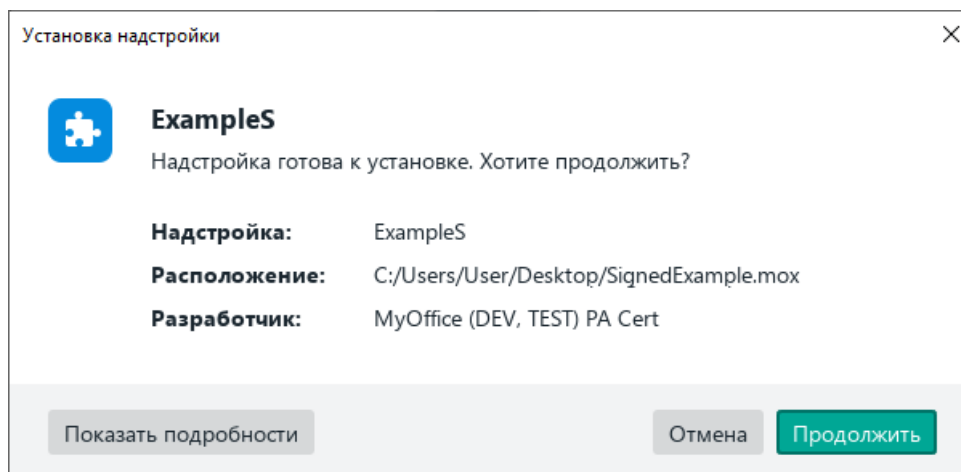 Установка надстройки
ExampleS
Надстройка готова к установке. Хотите продолжить?
Надстройка: ExampleS
Расположение: C:/Users/User/Desktop/SignedExample.mox
Разработчик: MyOffice (DEV, TEST) PA Cert
Показать подробности Отмена Продолжить